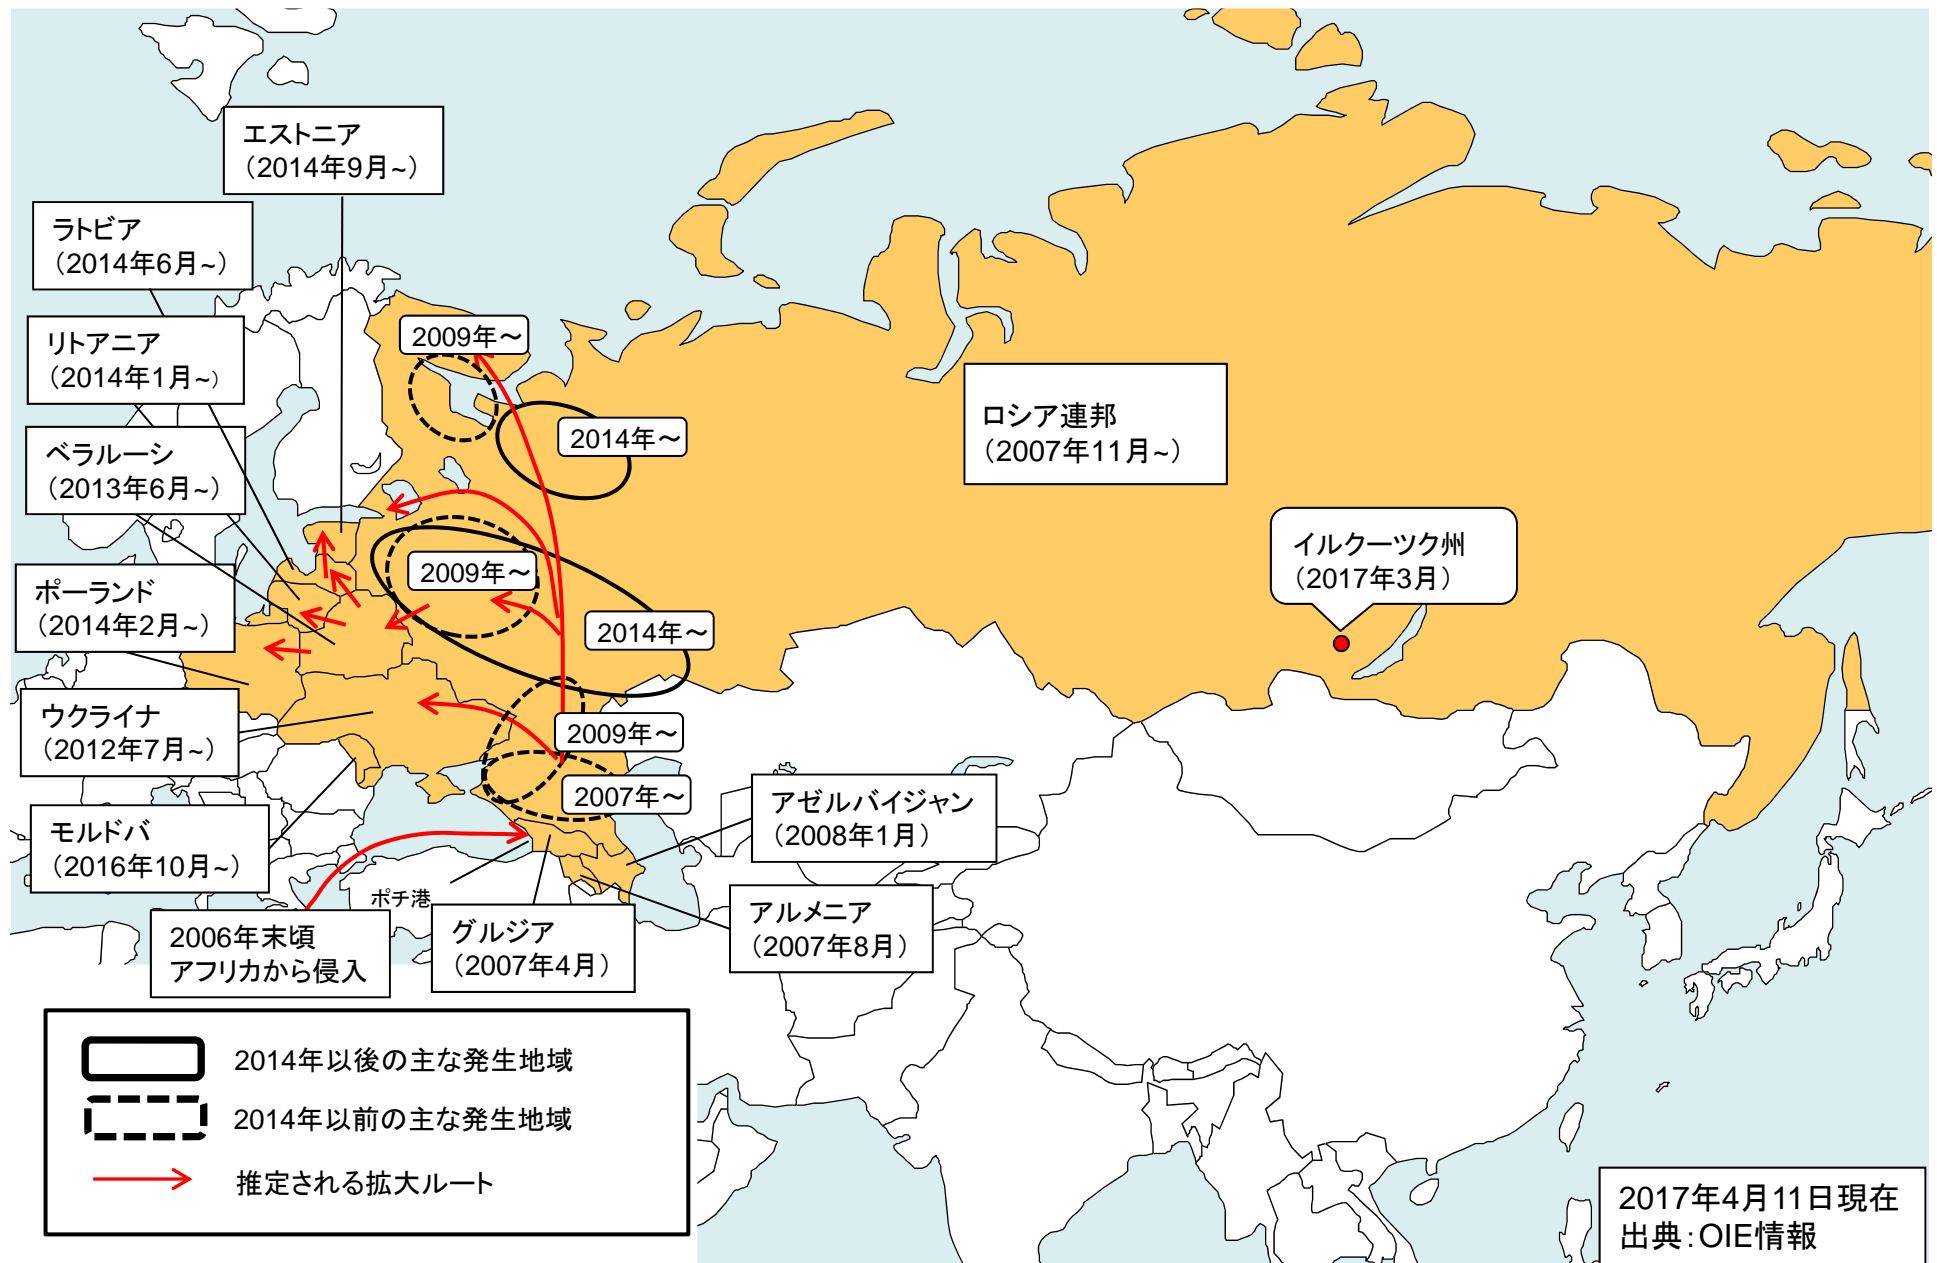 エストニア
（2014年9月~）
ラトビア
（2014年6月~）
リトアニア
（2014年1月~）
ベラルーシ
（2013年6月~）
ポーランド
（2014年2月~）
ウクライナ
（2012年7月~）
モルドバ
（2016年10月~）
2006年末頃
アフリカから侵入
ポチ港
グルジア
（2007年4月）
アルメニア
（2007年8月）
アゼルバイジャン
（2008年1月）
2009年～
2014年～
2009年～
2014年～
2009年～
2007年～
ロシア連邦
（2007年11月~）
イルクーツク州
（2017年3月）
2014年以後の主な発生地域
2014年以前の主な発生地域
推定される拡大ルート
2017年4月11日現在
出典：OIE情報